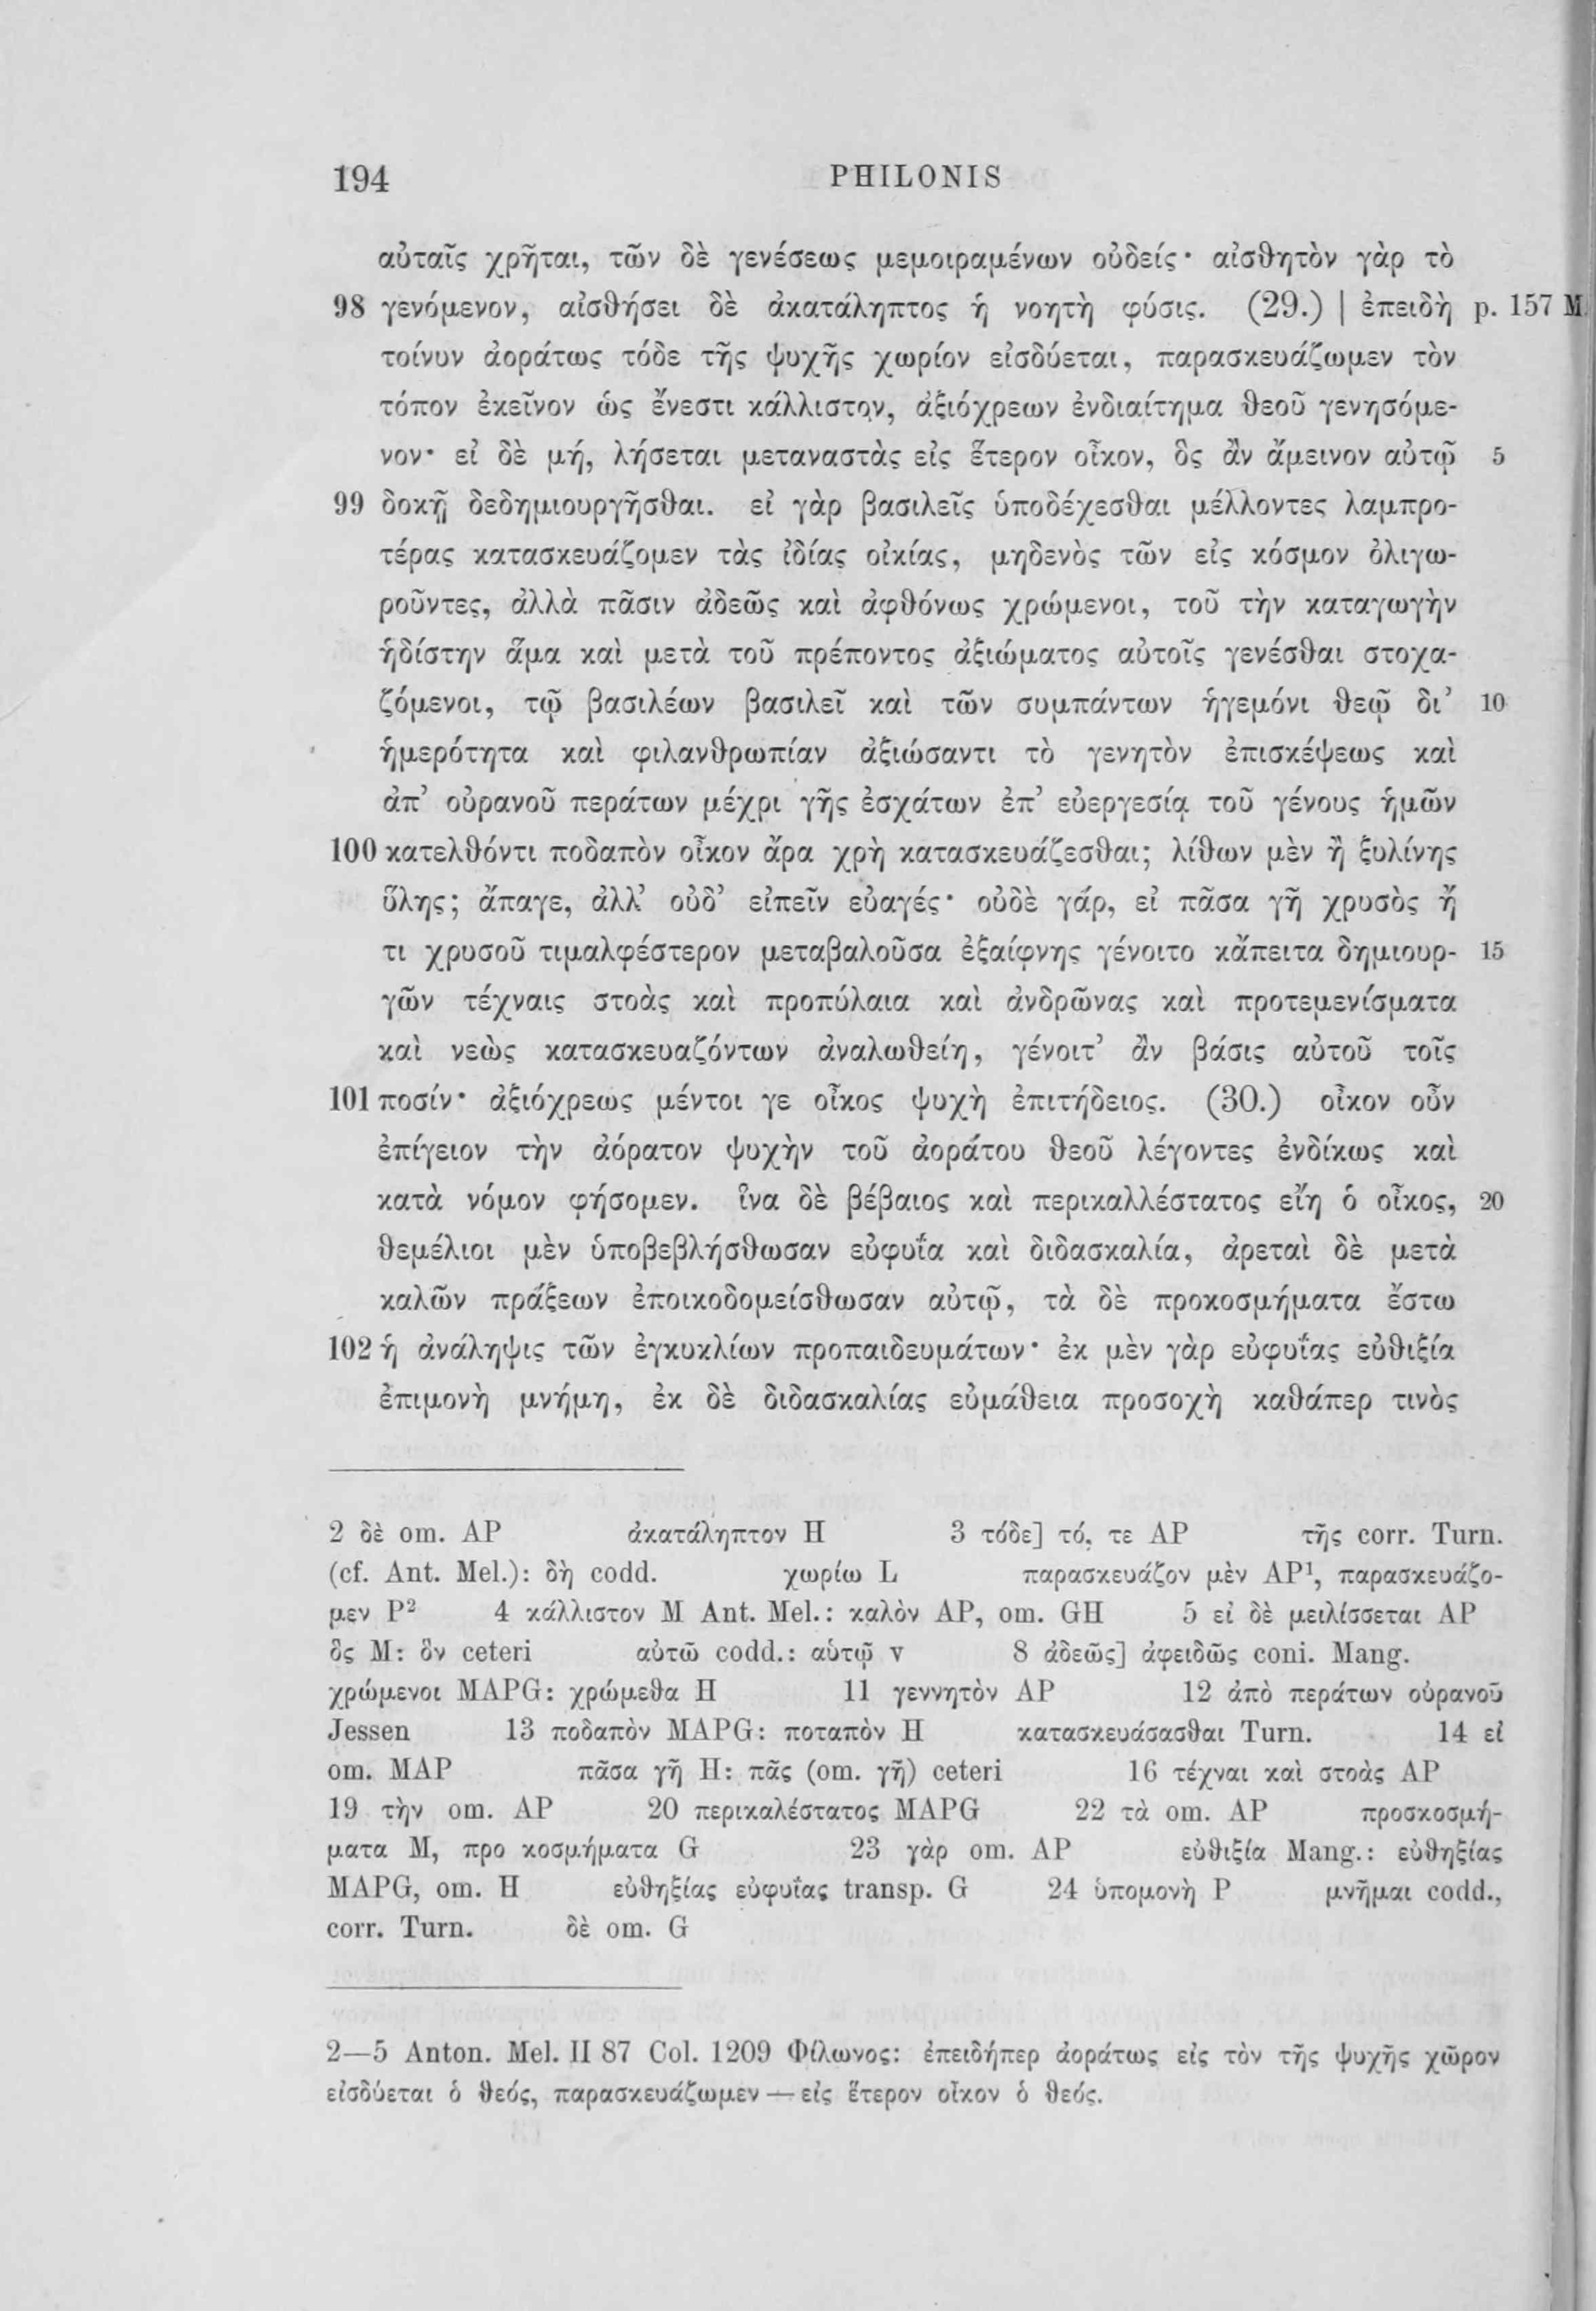 194 PHILONIS
αὐταῖς χρῆται, τῶν δὲ γενέσεως μεμοιραμένων οὐδείς· αἰσθητὸν γὰρ τὸ
98 γενόμενον, αἰσθήσει δὲ ἀκατάληπτος ἡ νοητὴ φύσις. (29.) | ἐπειδὴ p. 157 M.
τοίνυν ἀοράτως τόδε τῆς ψυχῆς χωρίον εἰσδύεται, παρασκευάζωμεν τὸν
τόπον ἐκεῖνον ὡς ἔνεστι κάλλιστον, ἀξιόχρεων ἐνδιαίτημα θεοῦ γενησόμε-
νον· εἰ δὲ μή, λήσεται μεταναστὰς εἰς ἕτερον οἶκον, ὃς ἂν ἄμεινον αὐτῷ 5
99 δοκῇ δεδημιουργῆσθαι. εἰ γὰρ βασιλεῖς ὑποδέχεσθαι μέλλοντες λαμπρο-
τέρας κατασκευάζομεν τὰς ἰδίας οἰκίας, μηδενὸς τῶν εἰς κόσμον ὀλιγω-
ροῦντες, ἀλλὰ πᾶσιν ἀδεῶς καὶ ἀφθόνως χρώμενοι, τοῦ τὴν καταγωγὴν
ἡδίστην ἅμα καὶ μετὰ τοῦ πρέποντος ἀξιώματος αὐτοῖς γενέσθαι στοχα-
ζόμενοι, τῷ βασιλέων βασιλεῖ καὶ τῶν συμπάντων ἡγεμόνι θεῷ δι’ 10
ἡμερότητα καὶ φιλανθρωπίαν ἀξιώσαντι τὸ γενητὸν ἐπισκέψεως καὶ
ἀπ’ οὐρανοῦ περάτων μέχρι γῆς ἐσχάτων ἐπ’ εὐεργεσίᾳ τοῦ γένους ἡμῶν
100 κατελθόντι ποδαπὸν οἶκον ἄρα χρὴ κατασκευάζεσθαι; λίθων μὲν ἢ ξυλίνης
ὕλης; ἄπαγε, ἀλλ’ οὐδ’ εἰπεῖν εὐαγές· οὐδὲ γάρ, εἰ πᾶσα γῆ χρυσὸς ἤ
τι χρυσοῦ τιμαλφέστερον μεταβαλοῦσα ἐξαίφνης γένοιτο κἄπειτα δημιουρ- 15
γῶν τέχναις στοὰς καὶ προπύλαια καὶ ἀνδρῶνας καὶ προτεμενίσματα
καὶ νεὼς κατασκευαζόντων ἀναλωθείη, γένοιτ’ ἂν βάσις αὐτοῦ τοῖς
101 ποσίν· ἀξιόχρεως μέντοι γε οἶκος ψυχὴ ἐπιτήδειος. (30.) οἶκον οὖν
ἐπίγειον τὴν ἀόρατον ψυχὴν τοῦ ἀοράτου θεοῦ λέγοντες ἐνδίκως καὶ
κατὰ νόμον φήσομεν. ἵνα δὲ βέβαιος καὶ περικαλλέστατος εἴη ὁ οἶκος, 20
θεμέλιοι μὲν ὑποβεβλήσθωσαν εὐφυΐα καὶ διδασκαλία, ἀρεταὶ δὲ μετὰ
καλῶν πράξεων ἐποικοδομείσθωσαν αὐτῷ, τὰ δὲ προκοσμήματα ἔστω
102 ἡ ἀνάληψις τῶν ἐγκυκλίων προπαιδευμάτων· ἐκ μὲν γὰρ εὐφυΐας εὐθιξία
ἐπιμονὴ μνήμη, ἐκ δὲ διδασκαλίας εὐμάθεια προσοχὴ καθάπερ τινὸς
2 δὲ om. AP ἀκατάληπτον H 3 τόδε] τό, τε AP τῆς corr. Turn.
(cf. Ant. Mel.): δὴ codd. χωρίω L παρασκευάζον μὲν AP¹, παρασκευάζο-
μεν P² 4 κάλλιστον M Ant. Mel.: καλὸν AP, om. GH 5 εἰ δὲ μειλίσσεται AP
ὃς M: ὃν ceteri αὐτῶ codd.: αὑτῷ v 8 ἀδεῶς] ἀφειδῶς coni. Mang.
χρώμενοι MAPG: χρώμεθα H 11 γεννητὸν AP 12 ἀπὸ περάτων οὐρανοῦ
Jessen 13 ποδαπὸν MAPG: ποταπὸν H κατασκευάσασθαι Turn. 14 εἰ
om. MAP πᾶσα γῆ H: πᾶς (om. γῆ) ceteri 16 τέχναι καὶ στοὰς AP
19 τὴν om. AP 20 περικαλέστατος MAPG 22 τὰ om. AP προσκοσμή-
ματα M, προ κοσμήματα G 23 γὰρ om. AP εὐθιξία Mang.: εὐθηξίας
MAPG, om. H εὐθηξίας εὐφυΐας transp. G 24 ὑπομονὴ P μνῆμαι codd.,
corr. Turn. δὲ om. G
2—5 Anton. Mel. II 87 Col. 1209 Φίλωνος: ἐπειδήπερ ἀοράτως εἰς τὸν τῆς ψυχῆς χῶρον
εἰσδύεται ὁ θεός, παρασκευάζωμεν — εἰς ἕτερον οἶκον ὁ θεός.